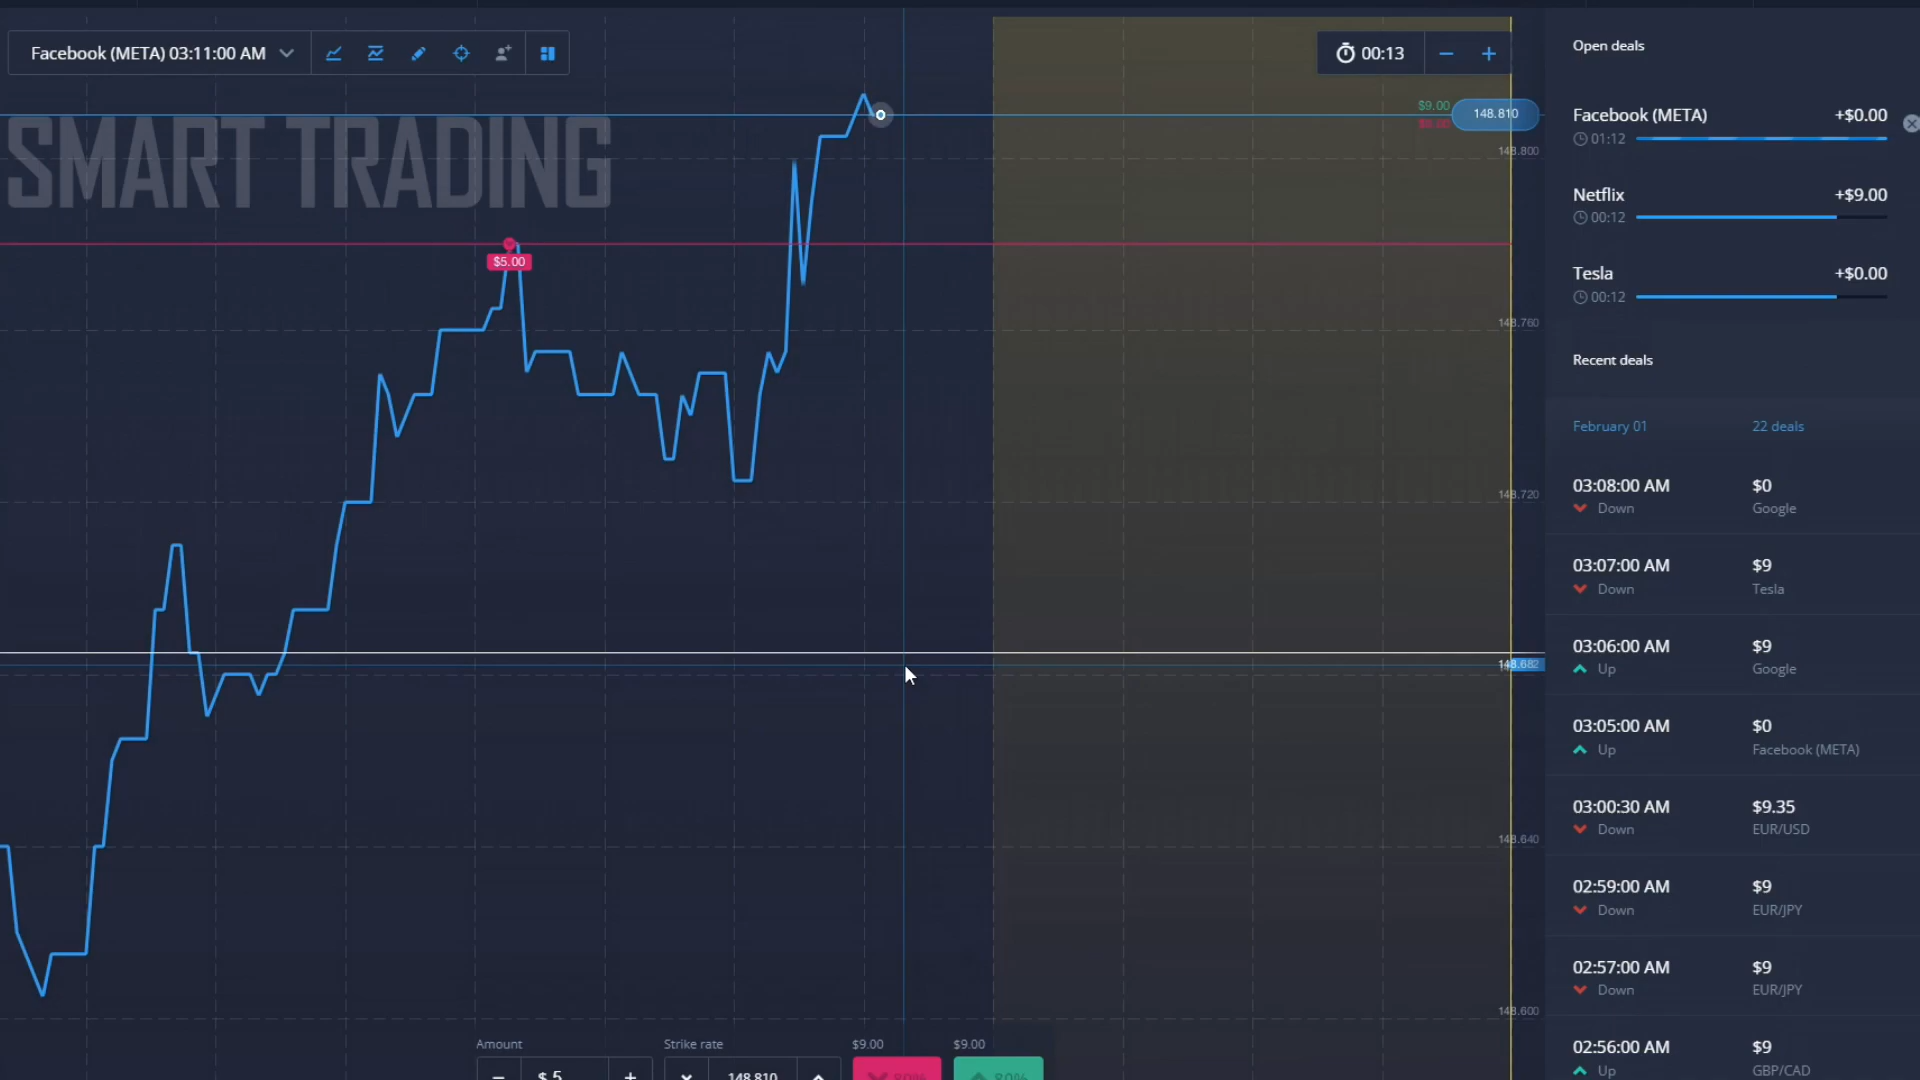 Facebook (META) 03:11:00 AM
00:13
SMART TRADING
$9.00
148.810
148.800
$5.00
148.760
148.720
148.682
148.640
148.600
Amount
Strike rate
$9.00
$9.00
$ 5
148.810
80%
80%
Open deals
Facebook (META) +$0.00
01:12
Netflix +$9.00
00:12
Tesla +$0.00
00:12
Recent deals
February 01 22 deals
03:08:00 AM $0
Down Google
03:07:00 AM $9
Down Tesla
03:06:00 AM $9
Up Google
03:05:00 AM $0
Up Facebook (META)
03:00:30 AM $9.35
Down EUR/USD
02:59:00 AM $9
Down EUR/JPY
02:57:00 AM $9
Down EUR/JPY
02:56:00 AM $9
Up GBP/CAD